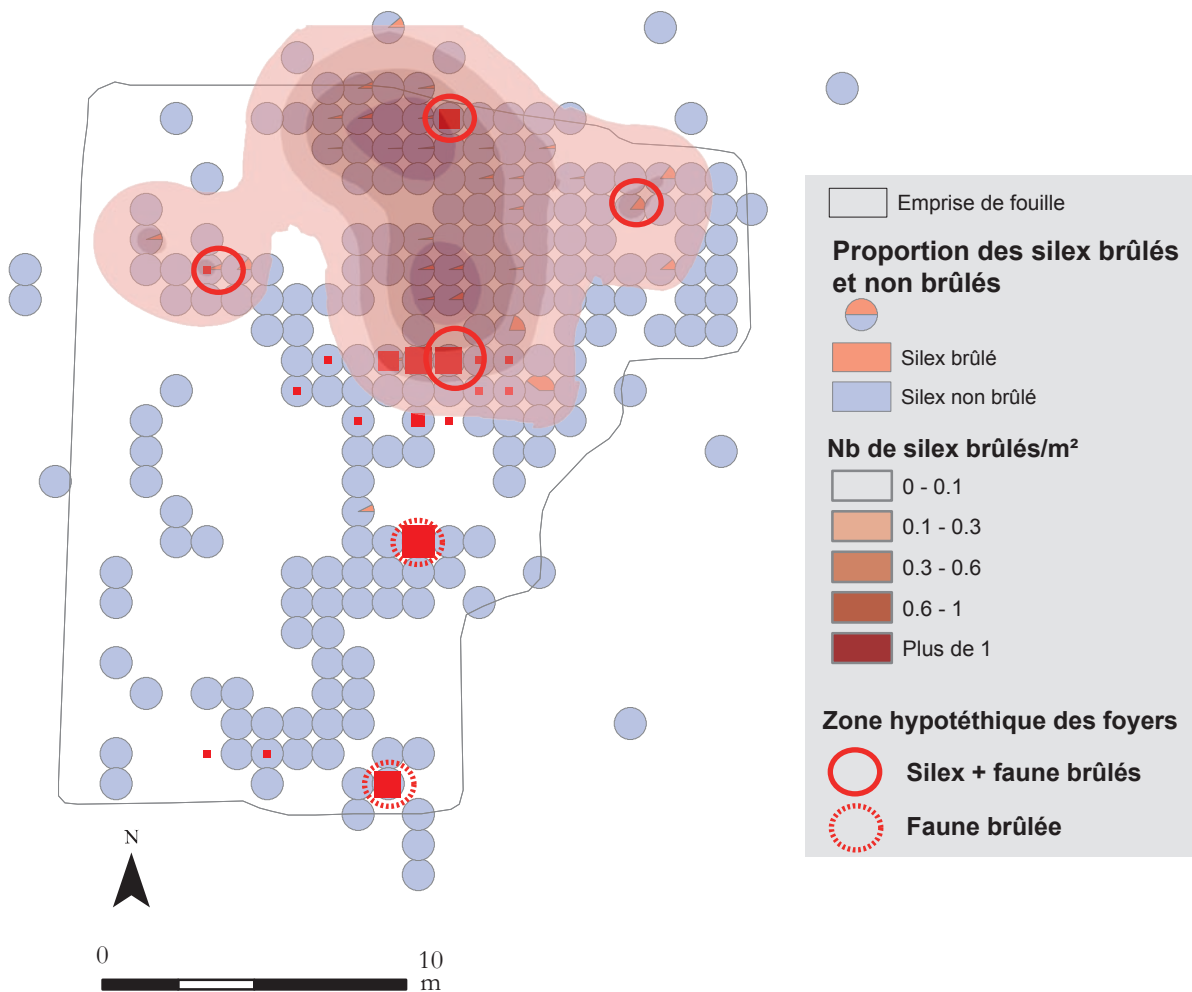 Emprise de fouille
Proportion des silex brûlés
et non brûlés
Silex brûlé
Silex non brûlé
Nb de silex brûlés/m²
0 - 0.1
0.1 - 0.3
0.3 - 0.6
0.6 - 1
Plus de 1
Zone hypotéthique des foyers
Silex + faune brûlés
Faune brûlée
N
0 10
m